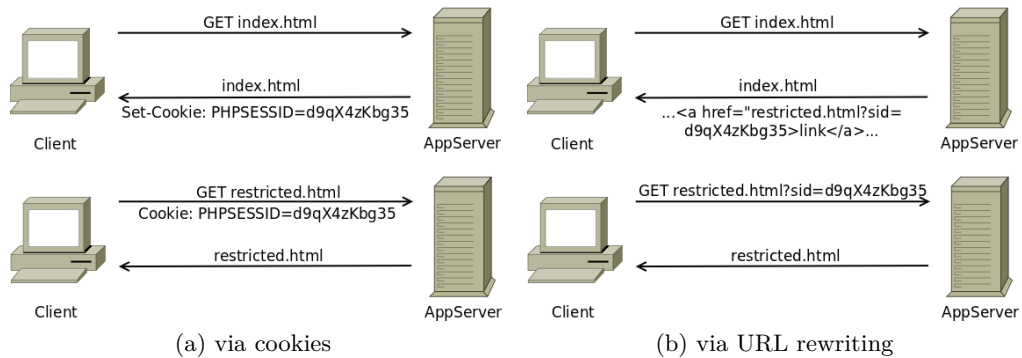 GET index.html
index.html
Set-Cookie: PHPSESSID=d9qX4zKbg35
Client
AppServer
GET restricted.html
Cookie: PHPSESSID=d9qX4zKbg35
restricted.html
Client
AppServer
(a) via cookies
GET index.html
index.html
...<a href="restricted.html?sid=
d9qX4zKbg35>link</a>...
Client
AppServer
GET restricted.html?sid=d9qX4zKbg35
restricted.html
Client
AppServer
(b) via URL rewriting